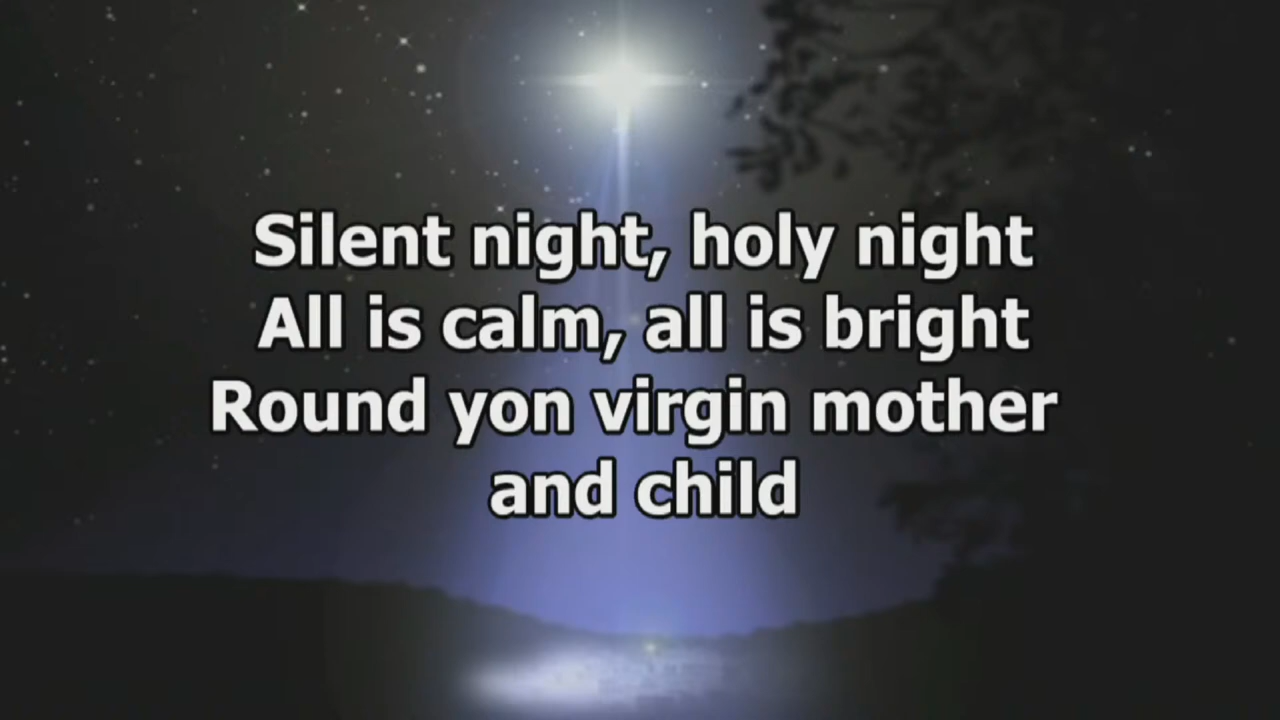 Silent night, holy night
All is calm, all is bright
Round yon virgin mother
and child